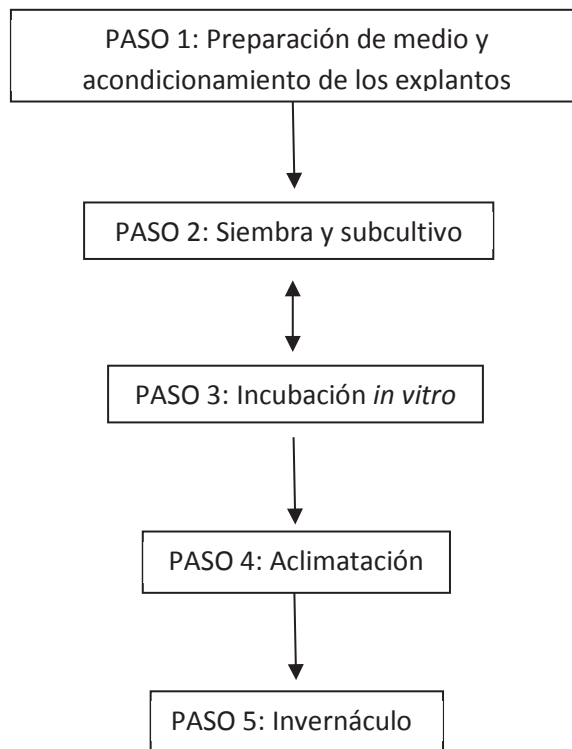 PASO 1: Preparación de medio y
acondicionamiento de los explantos
PASO 2: Siembra y subcultivo
PASO 3: Incubación in vitro
PASO 4: Aclimatación
PASO 5: Invernáculo